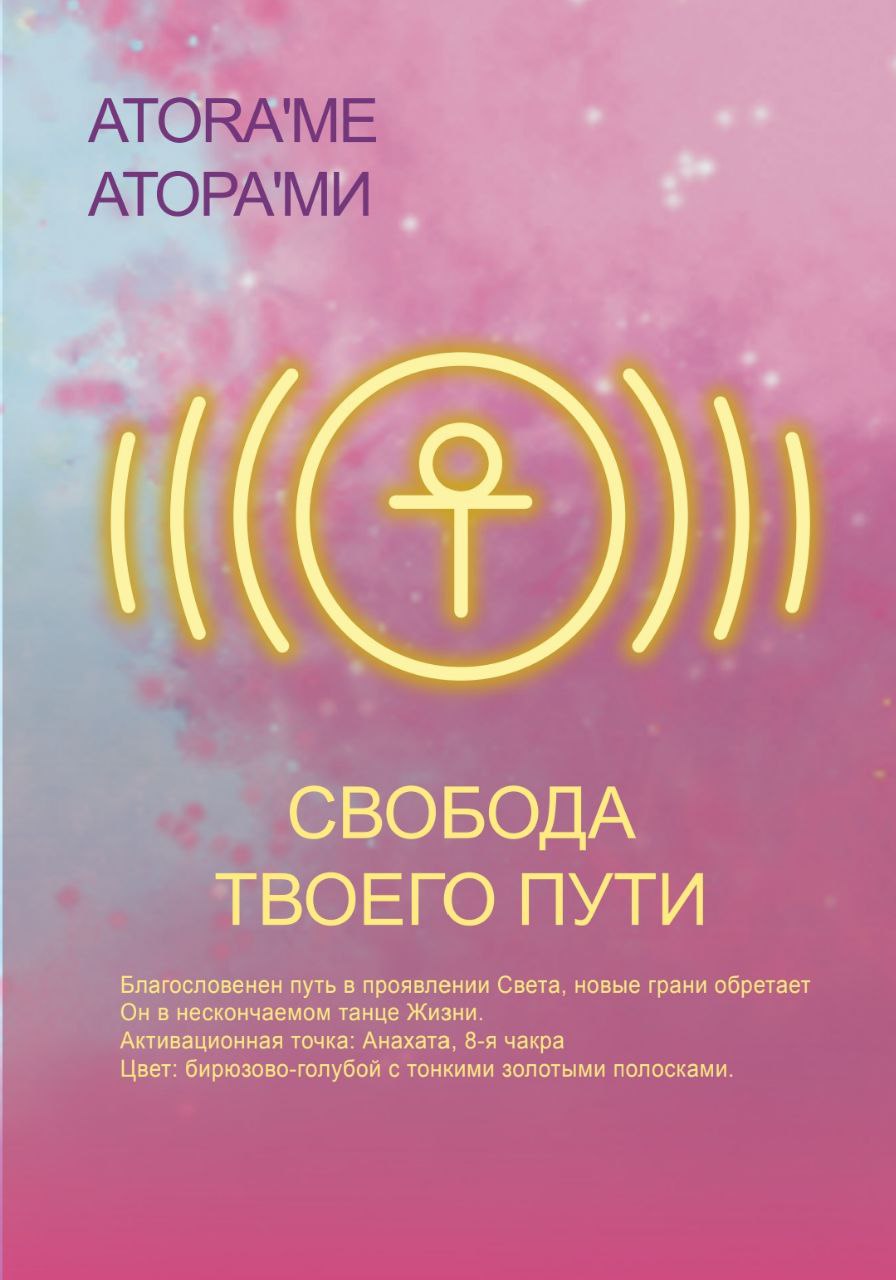 ATORA'ME
АТОРА'МИ
СВОБОДА
ТВОЕГО ПУТИ
Благословенен путь в проявлении Света, новые грани обретает
Он в нескончаемом танце Жизни.
Активационная точка: Анахата, 8-я чакра
Цвет: бирюзово-голубой с тонкими золотыми полосками.